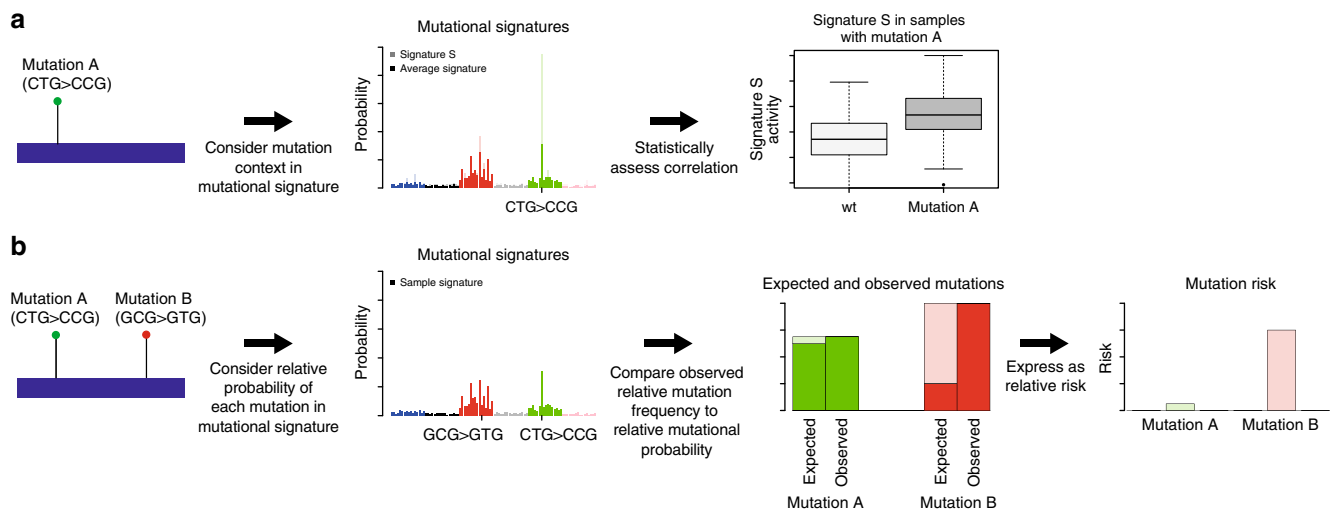 a
Mutation A
(CTG>CCG)
Consider mutation
context in
mutational signature
Mutational signatures
Signature S
Average signature
Probability
CTG>CCG
Statistically
assess correlation
Signature S in samples
with mutation A
Signature S
activity
wt
Mutation A
b
Mutation A
(CTG>CCG)
Mutation B
(GCG>GTG)
Consider relative
probability of
each mutation in
mutational signature
Mutational signatures
Sample signature
Probability
GCG>GTG
CTG>CCG
Compare observed
relative mutation
frequency to
relative mutational
probability
Expected and observed mutations
Expected
Observed
Mutation A
Expected
Observed
Mutation B
Express as
relative risk
Mutation risk
Risk
Mutation A
Mutation B